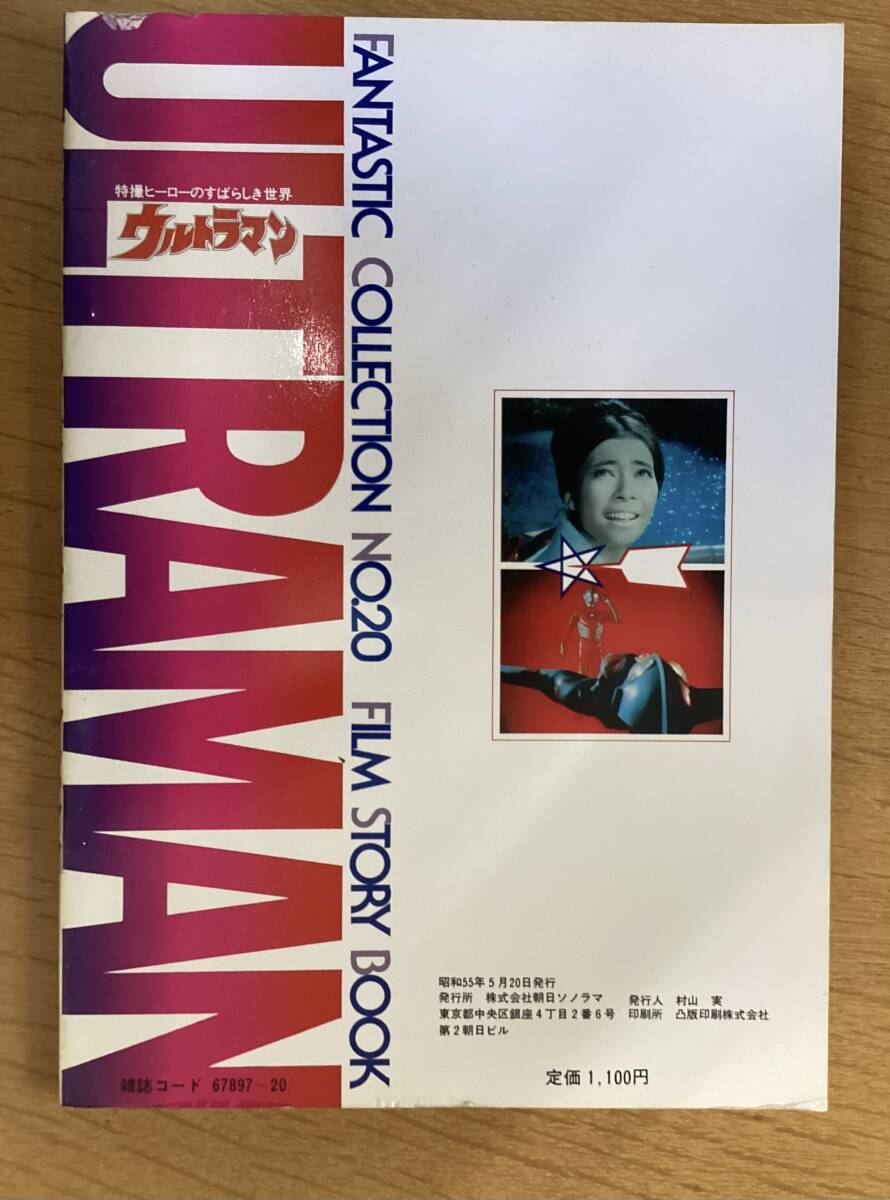 ULTRAMAN
特撮ヒーローのすばらしき世界
ウルトラマン
FANTASTIC COLLECTION NO.20 FILM STORY BOOK
昭和55年5月20日発行
発行所 株式会社朝日ソノラマ 発行人 村山 実
東京都中央区銀座4丁目2番6号 印刷所 凸版印刷株式会社
第2朝日ビル
雑誌コード 67897-20
定価1,100円